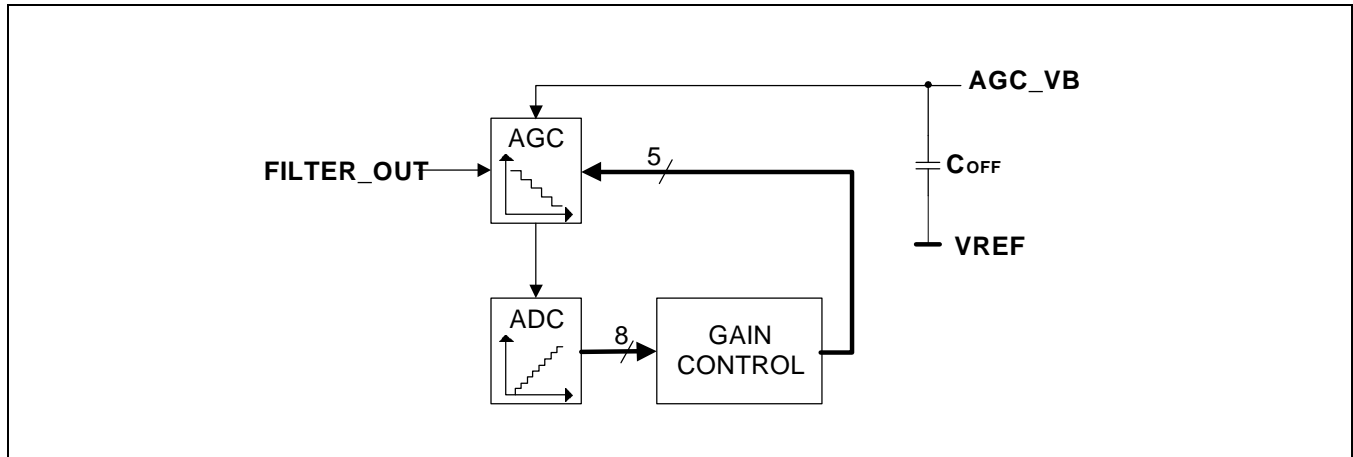 AGC_VB
AGC
5
FILTER_OUT
COFF
VREF
ADC
8
GAIN
CONTROL